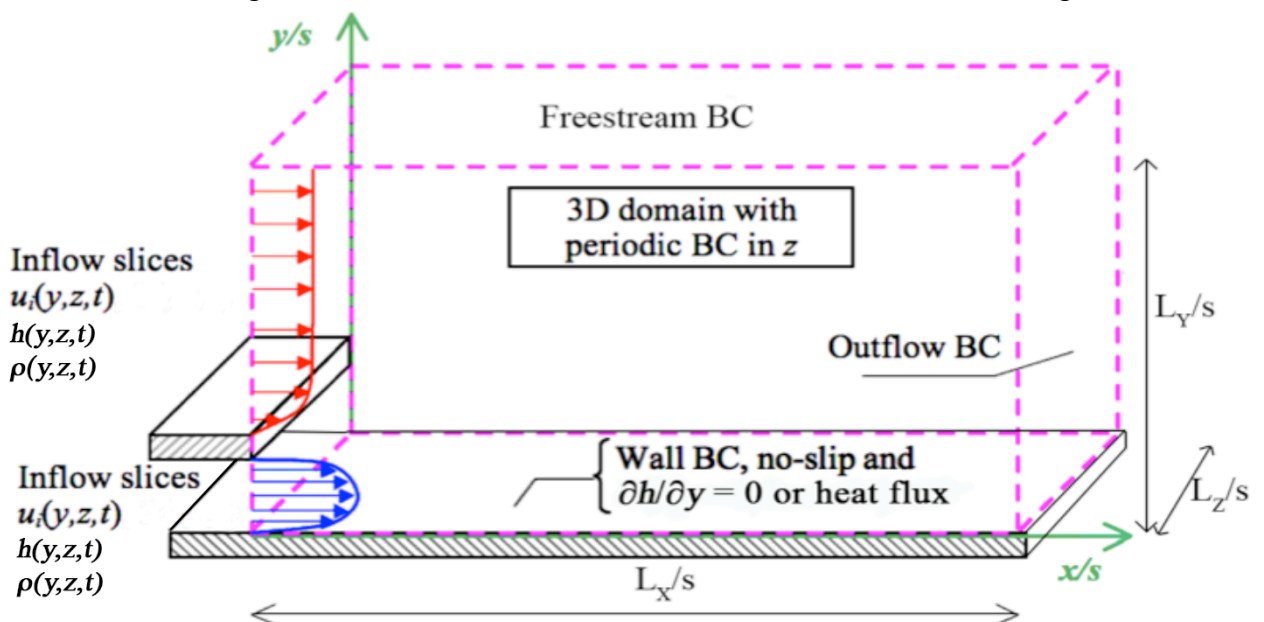 y/s
Freestream BC
3D domain with
periodic BC in z
Inflow slices
uᵢ(y,z,t)
h(y,z,t)
ρ(y,z,t)
L_Y/s
Outflow BC
Inflow slices
uᵢ(y,z,t)
h(y,z,t)
ρ(y,z,t)
Wall BC, no-slip and
∂h/∂y = 0 or heat flux
L_Z/s
x/s
L_X/s